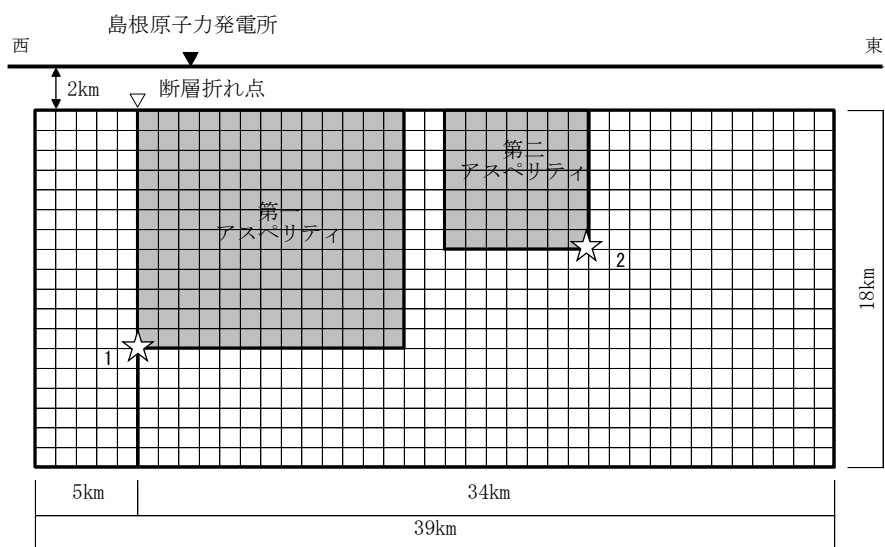 島根原子力発電所
西
東
2km
断層折れ点
第一
アスペリティ
第二
アスペリティ
1
2
18km
5km
34km
39km